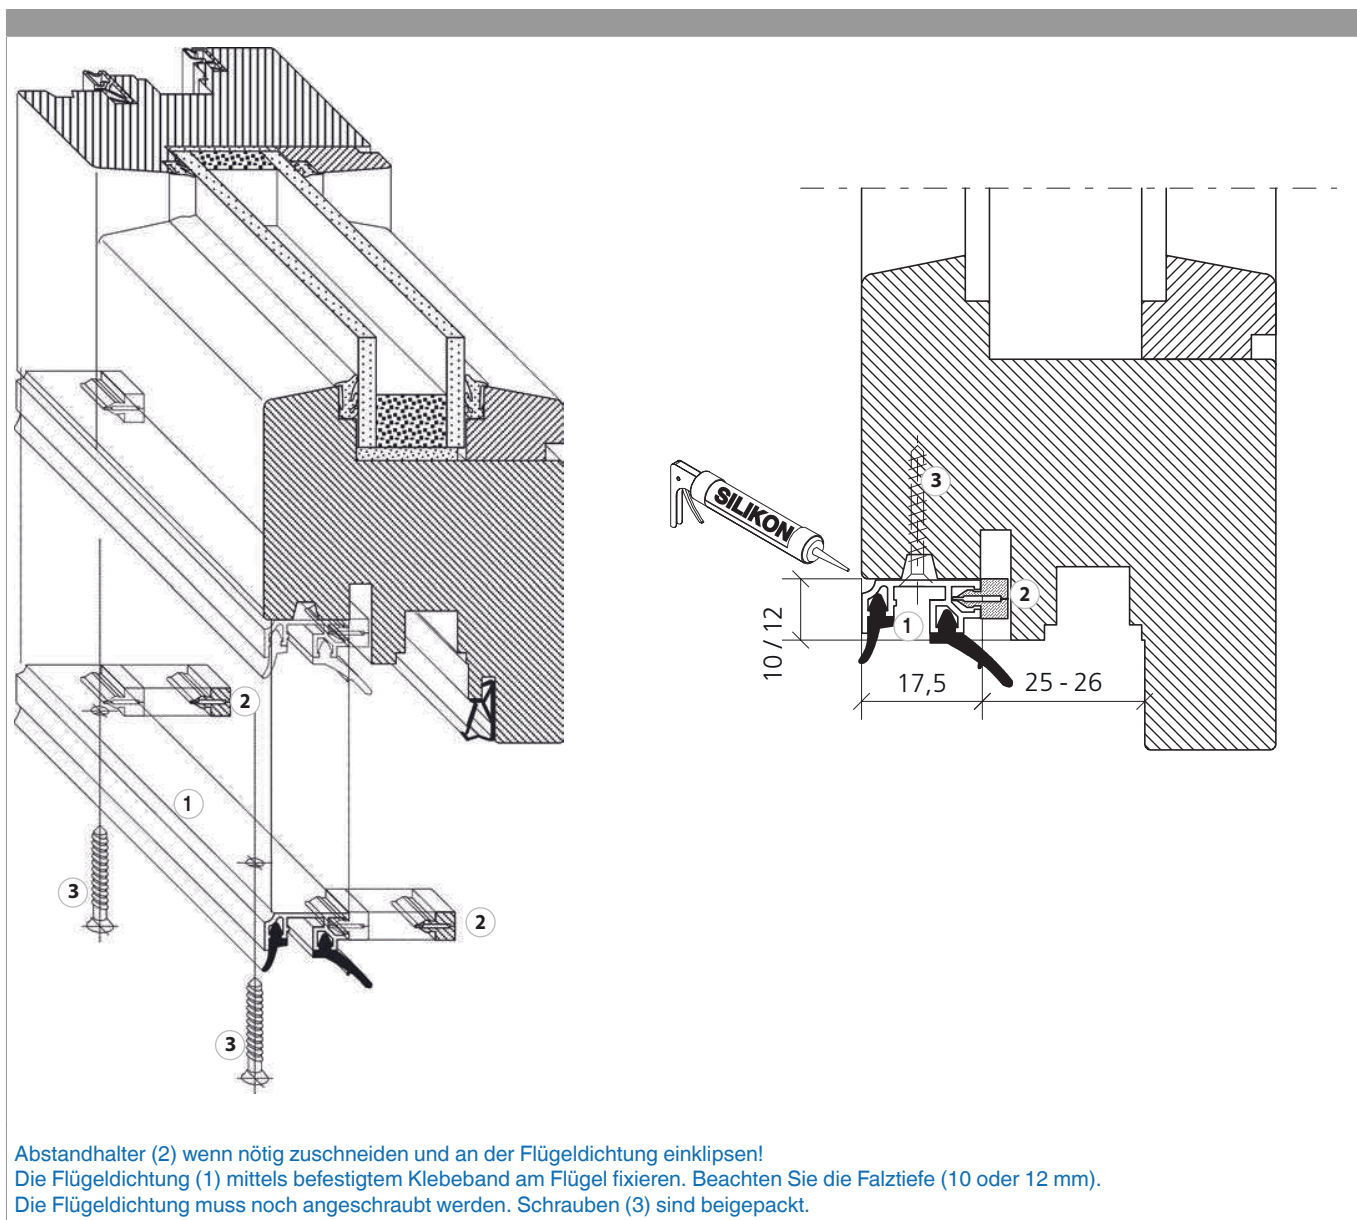 2
1
3
2
3
SILIKON
3
2
1
10 / 12
17,5
25 - 26
Abstandhalter (2) wenn nötig zuschneiden und an der Flügeldichtung einklipsen!
Die Flügeldichtung (1) mittels befestigtem Klebeband am Flügel fixieren. Beachten Sie die Falztiefe (10 oder 12 mm).
Die Flügeldichtung muss noch angeschraubt werden. Schrauben (3) sind beigepackt.